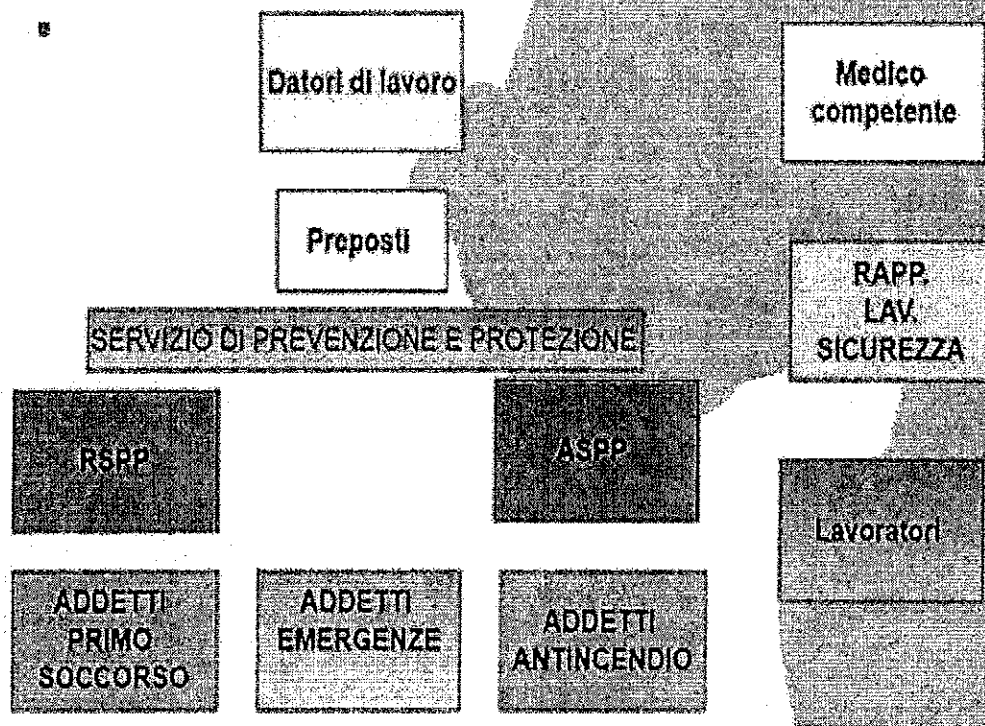 Datori di lavoro
Medico
competente
Preposti
RAPP.
LAV.
SICUREZZA
SERVIZIO DI PREVENZIONE E PROTEZIONE
RSPP
ASPP
Lavoratori
ADDETTI
PRIMO
SOCCORSO
ADDETTI
EMERGENZE
ADDETTI
ANTINCENDIO